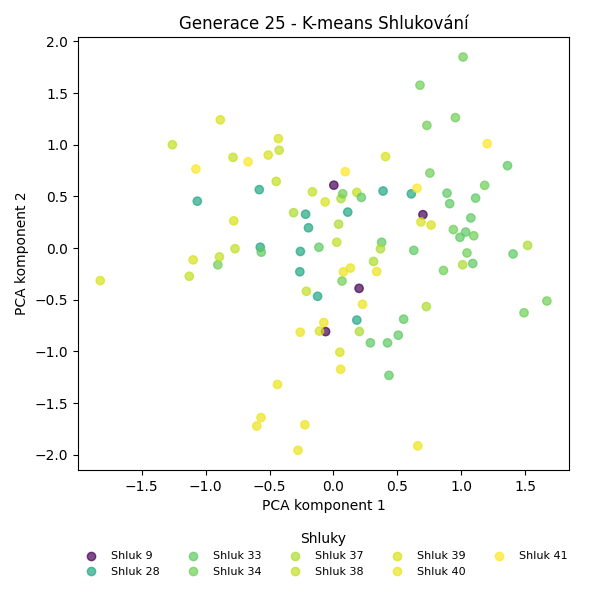 Generace 25 - K-means Shlukování
PCA komponent 2
2.0
1.5
1.0
0.5
0.0
−0.5
−1.0
−1.5
−2.0
−1.5 −1.0 −0.5 0.0 0.5 1.0 1.5
PCA komponent 1
Shluky
Shluk 9 Shluk 33 Shluk 37 Shluk 39 Shluk 41
Shluk 28 Shluk 34 Shluk 38 Shluk 40